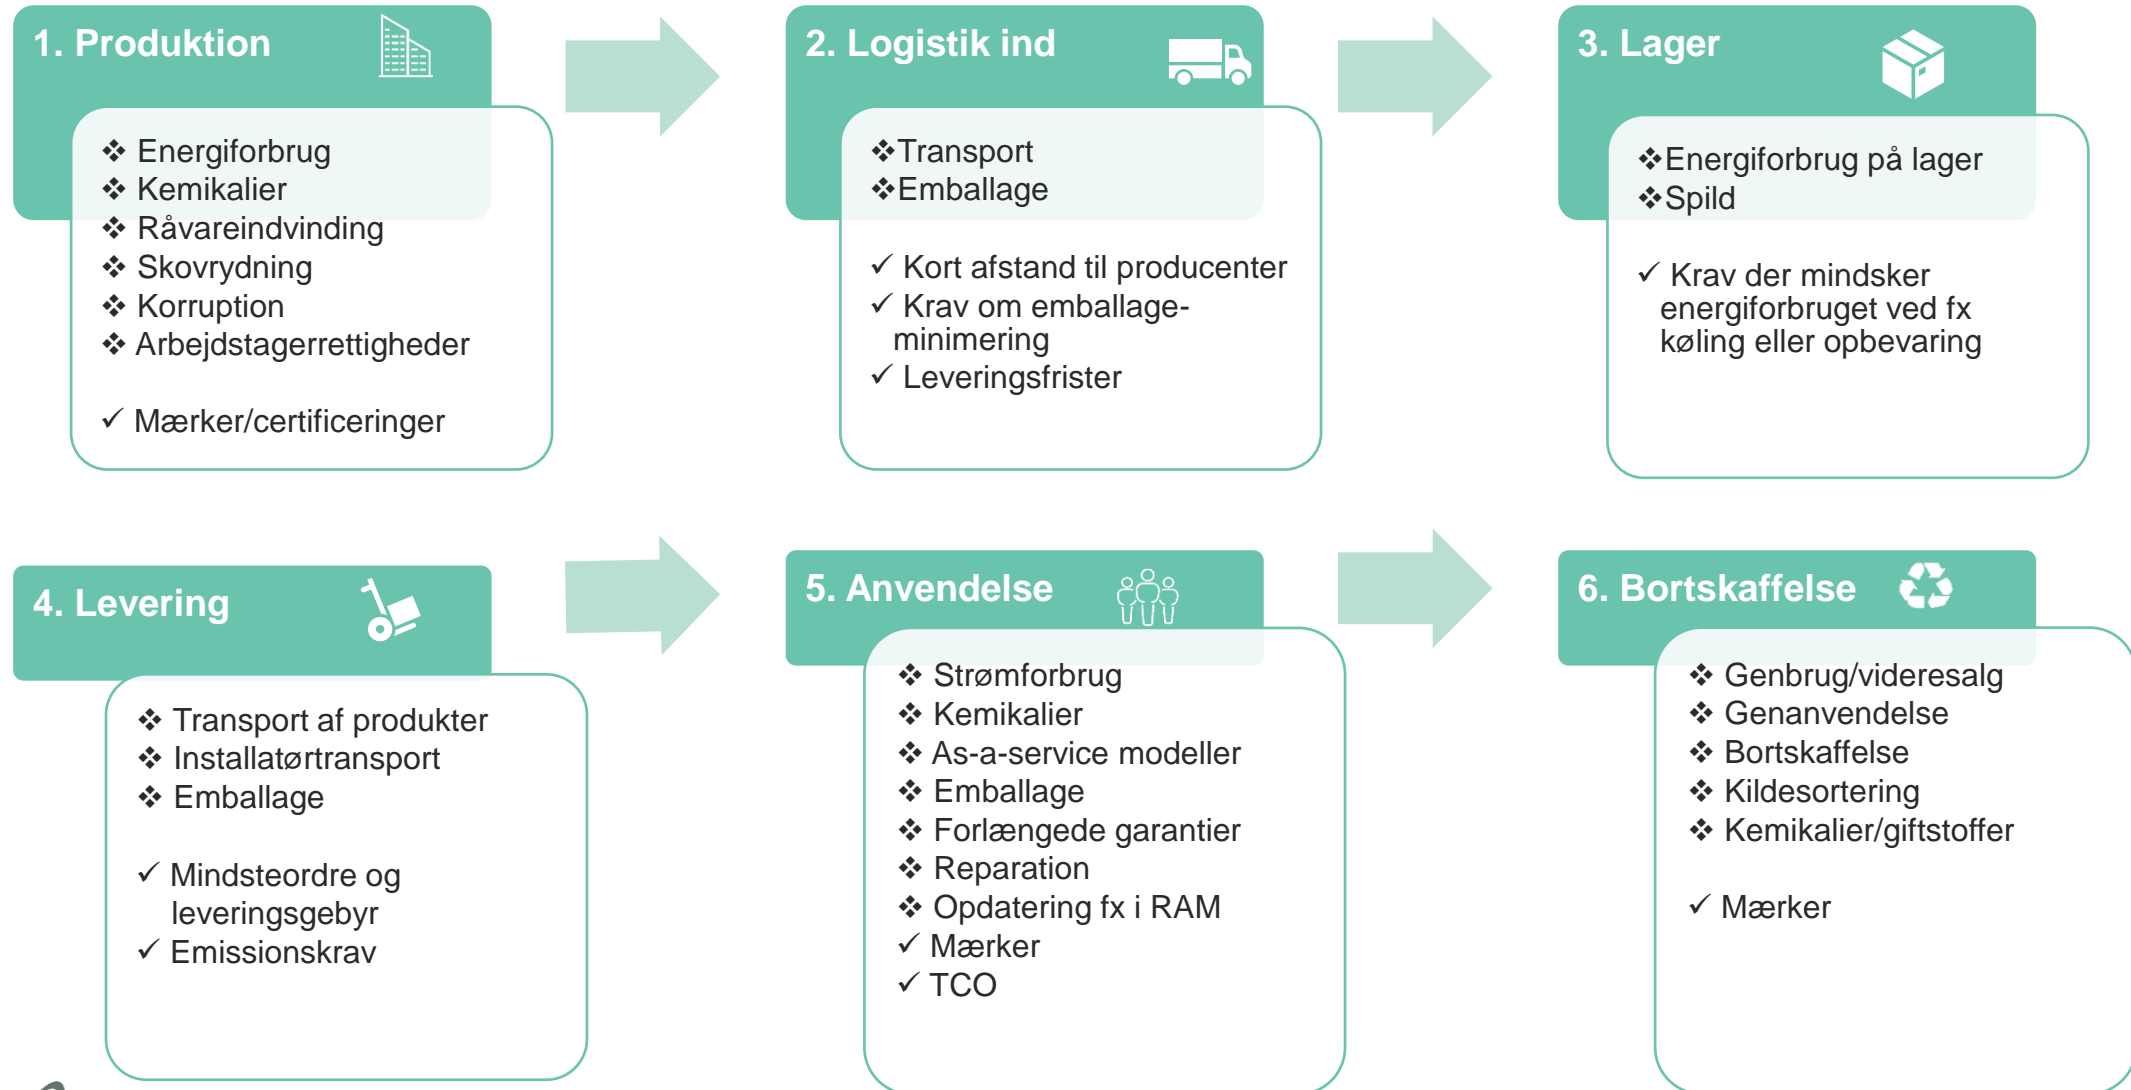 1. Produktion
❖ Energiforbrug
❖ Kemikalier
❖ Råvareindvinding
❖ Skovrydning
❖ Korruption
❖ Arbejdstagerrettigheder
✓ Mærker/certificeringer
2. Logistik ind
❖Transport
❖Emballage
✓ Kort afstand til producenter
✓ Krav om emballage-
minimering
✓ Leveringsfrister
3. Lager
❖Energiforbrug på lager
❖Spild
✓ Krav der mindsker
energiforbruget ved fx
køling eller opbevaring
4. Levering
❖ Transport af produkter
❖ Installatørtransport
❖ Emballage
✓ Mindsteordre og
leveringsgebyr
✓ Emissionskrav
5. Anvendelse
❖ Strømforbrug
❖ Kemikalier
❖ As-a-service modeller
❖ Emballage
❖ Forlængede garantier
❖ Reparation
❖ Opdatering fx i RAM
✓ Mærker
✓ TCO
6. Bortskaffelse
❖ Genbrug/videresalg
❖ Genanvendelse
❖ Bortskaffelse
❖ Kildesortering
❖ Kemikalier/giftstoffer
✓ Mærker